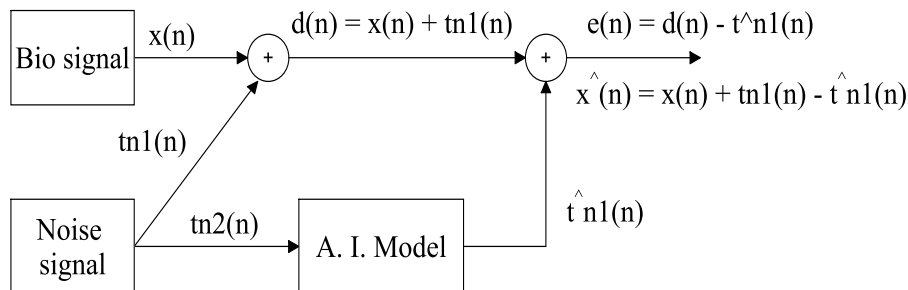 Bio signal
x(n)
+
d(n) = x(n) + tn1(n)
+
e(n) = d(n) - t^n1(n)
x^(n) = x(n) + tn1(n) - t^n1(n)
tn1(n)
Noise
signal
tn2(n)
A. I. Model
t^n1(n)